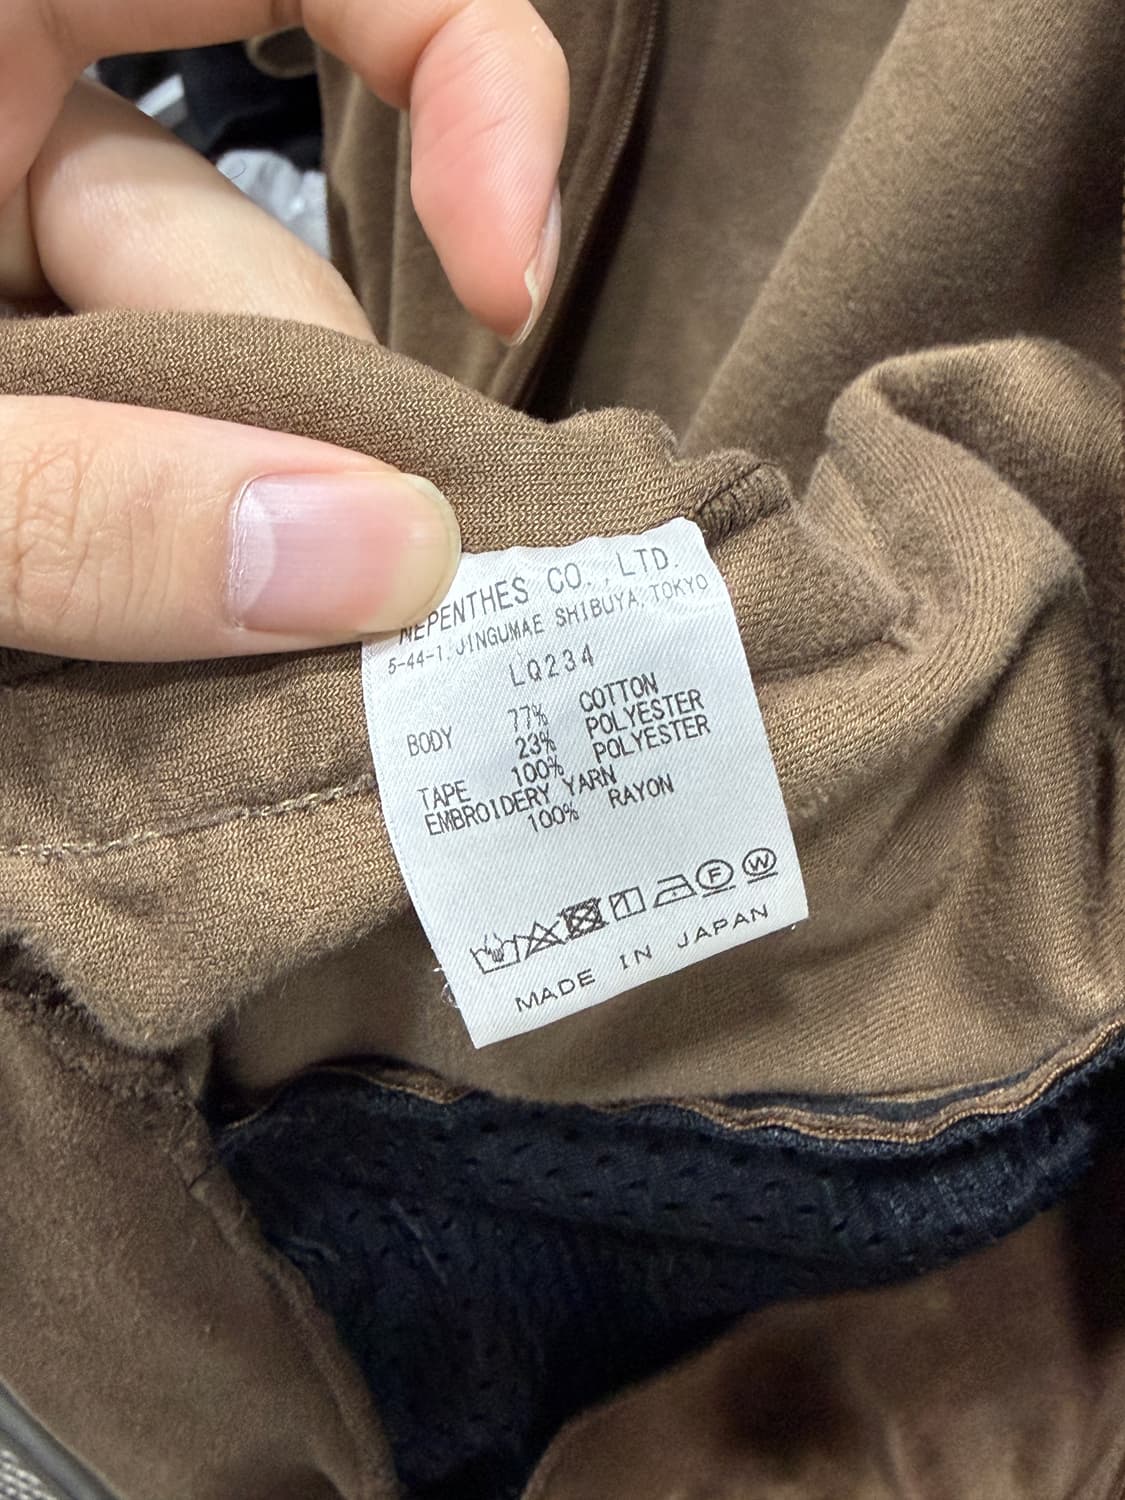 NEPENTHES CO.,LTD.
5-44-1, JINGUMAE SHIBUYA, TOKYO
LQ234
BODY 77% COTTON
23% POLYESTER
TAPE 100% POLYESTER
EMBROIDERY YARN
100% RAYON
F W
MADE IN JAPAN